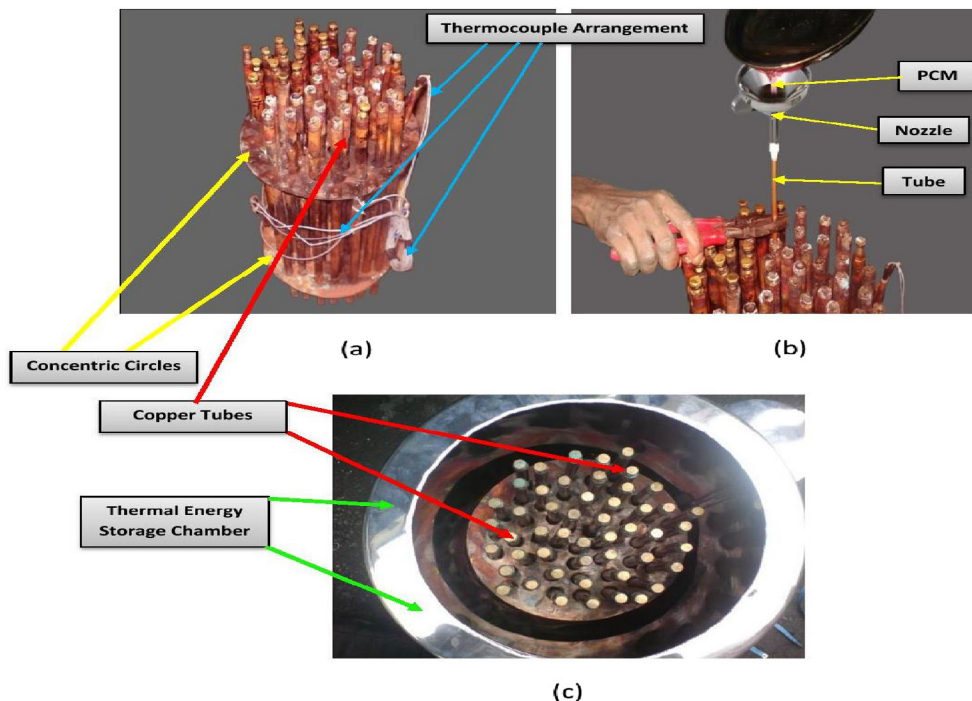 Thermocouple Arrangement
PCM
Nozzle
Tube
(a)
(b)
Concentric Circles
Copper Tubes
Thermal Energy
Storage Chamber
(c)